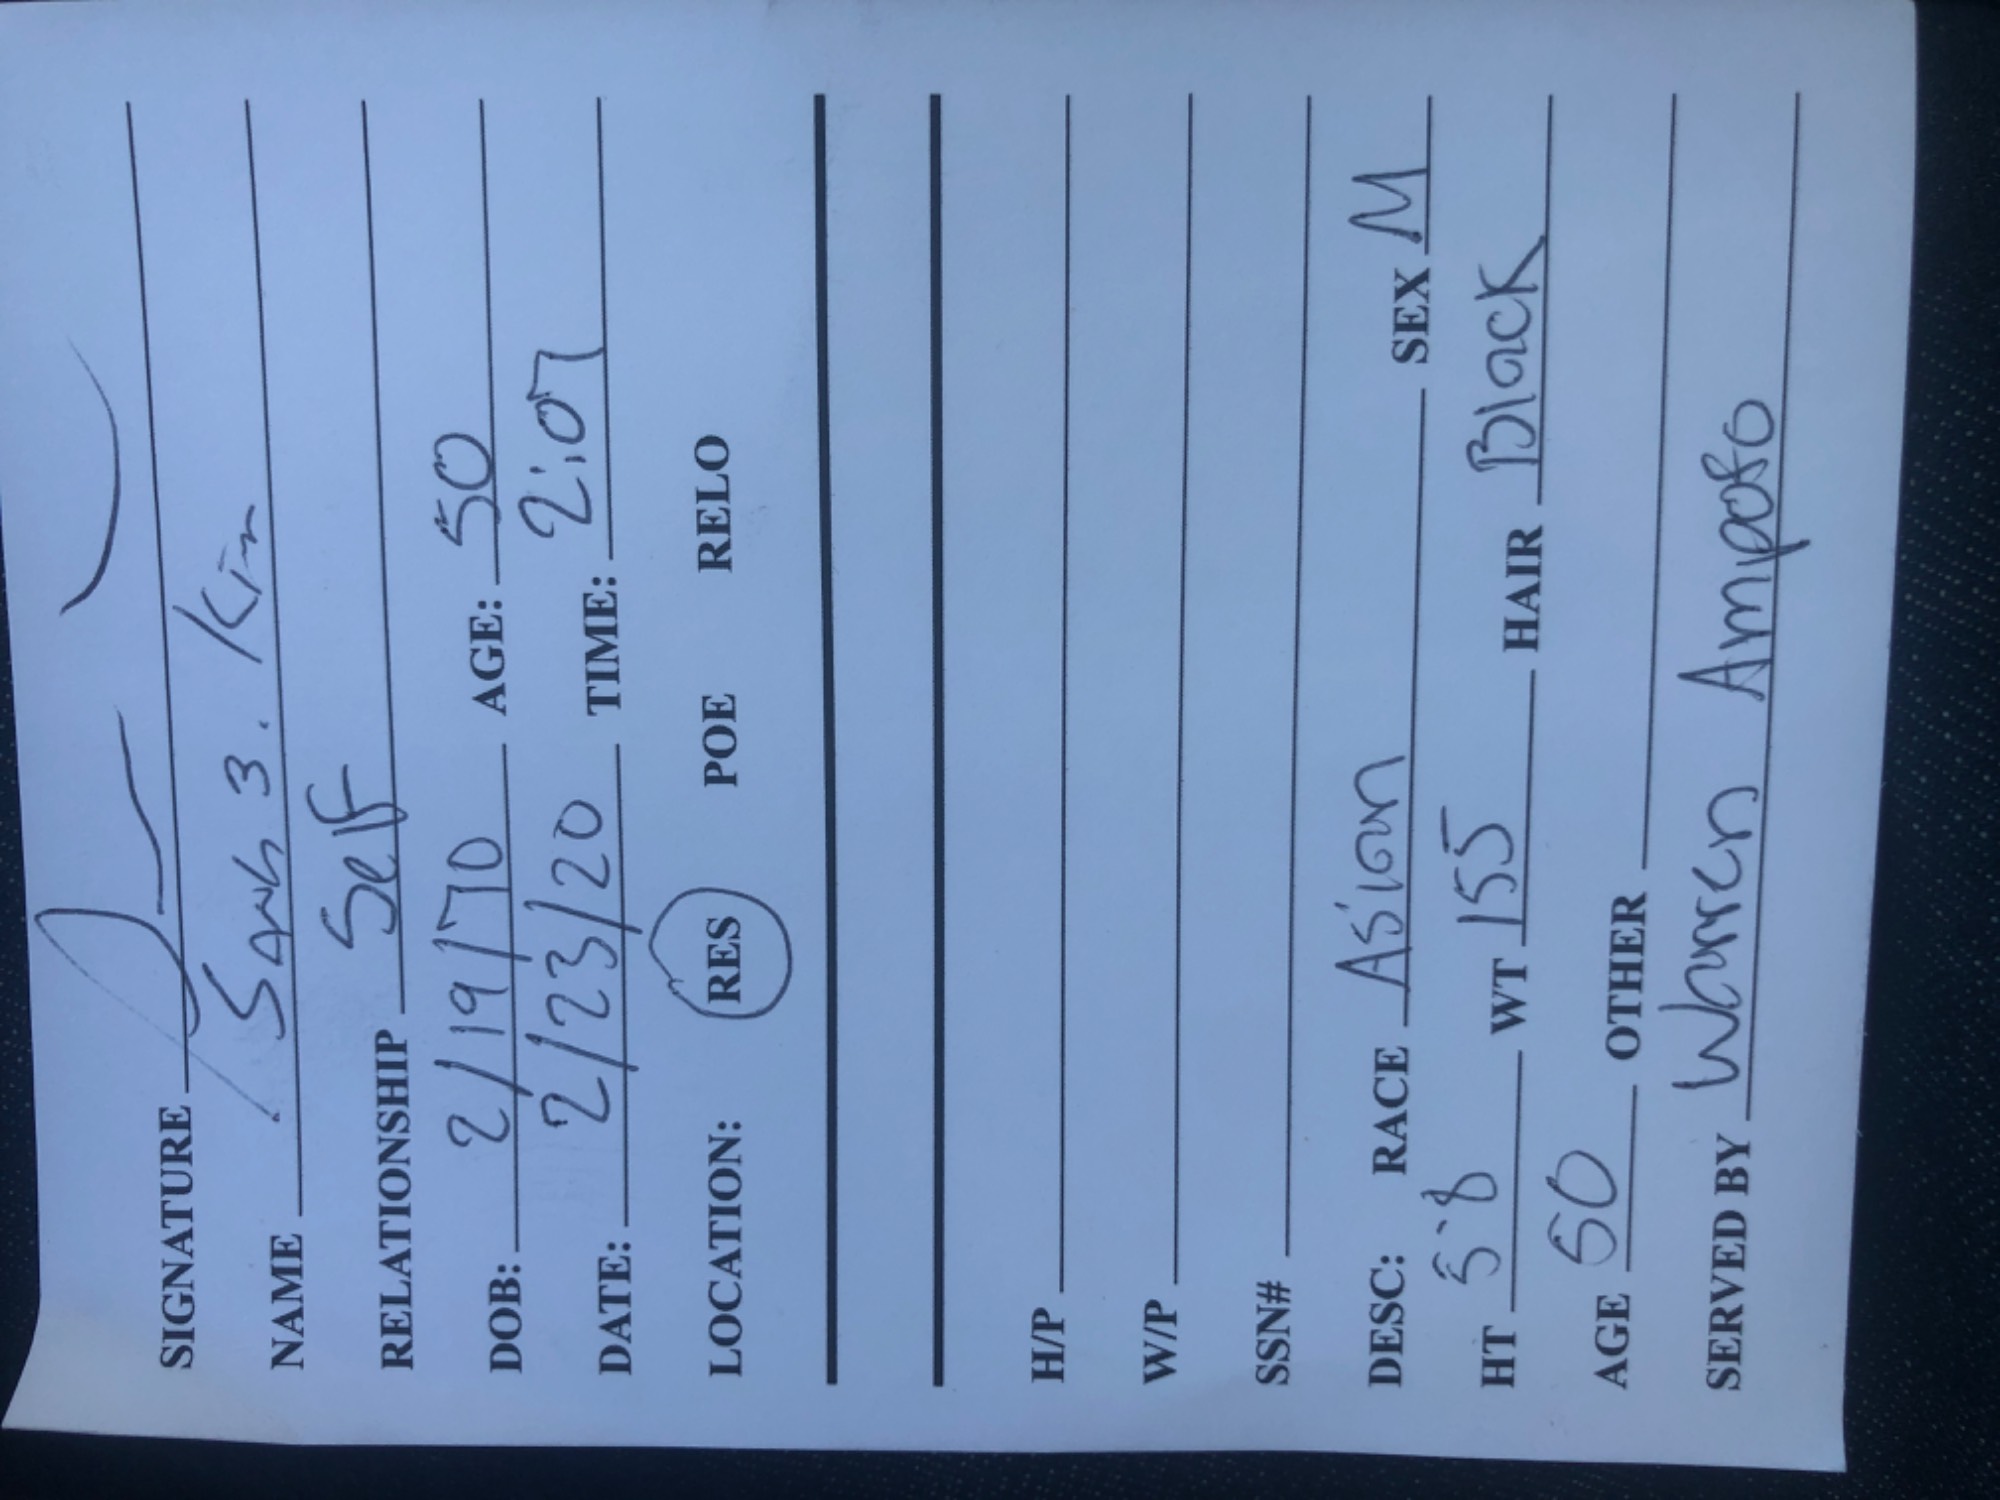 SIGNATURE
NAME SANG 3. Kim
RELATIONSHIP Self
DOB: 2/19/70 AGE: 50
DATE: 2/23/20 TIME: 2:07
LOCATION: RES POE RELO
H/P
W/P
SSN#
DESC: RACE Asian SEX M
HT 5-8 WT 155 HAIR Black
AGE 50 OTHER
SERVED BY Warren Ampofo